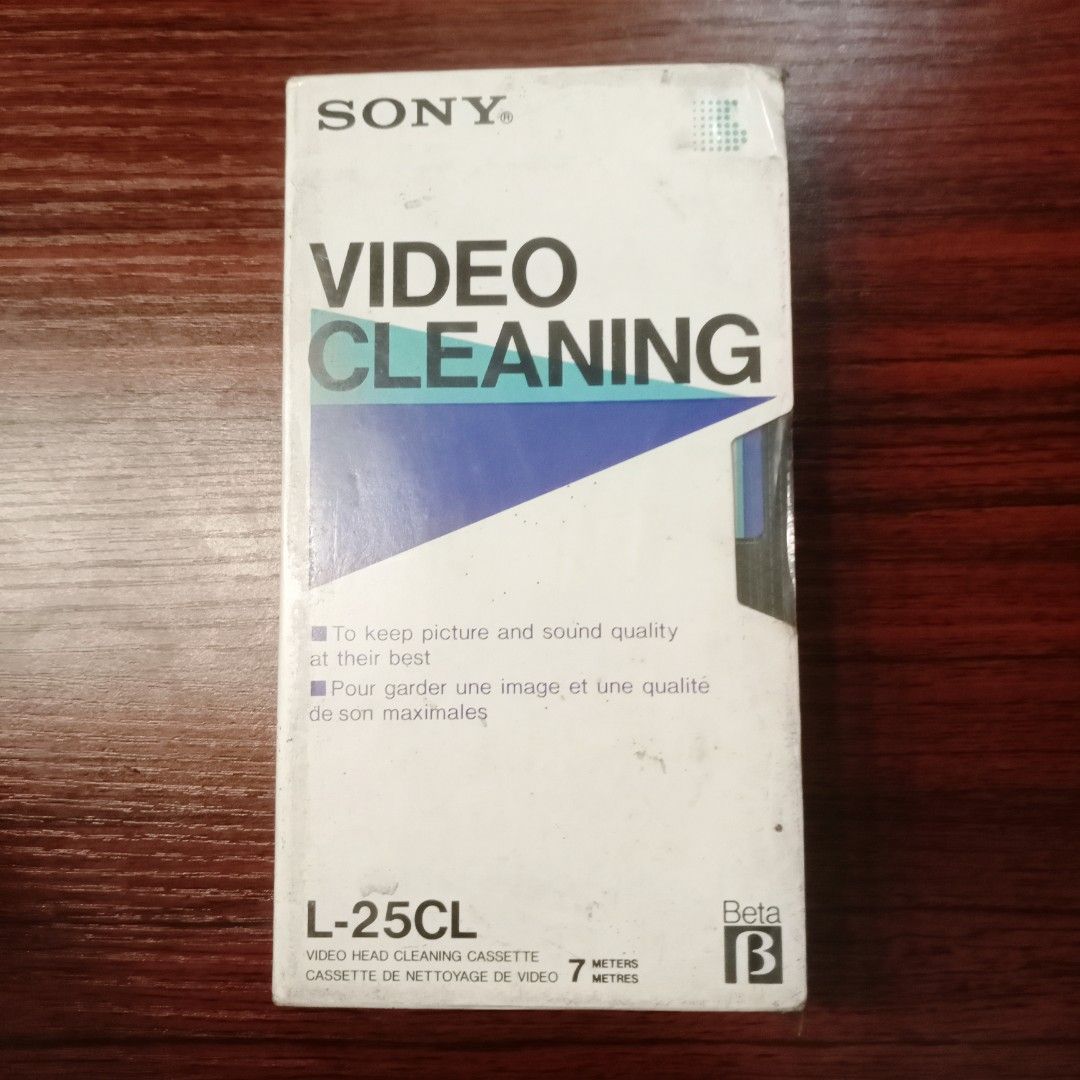 SONY®
VIDEO
CLEANING
■ To keep picture and sound quality
at their best
■ Pour garder une image et une qualité
de son maximales
L-25CL
VIDEO HEAD CLEANING CASSETTE
CASSETTE DE NETTOYAGE DE VIDEO
7 METERS
METRES
Beta
β